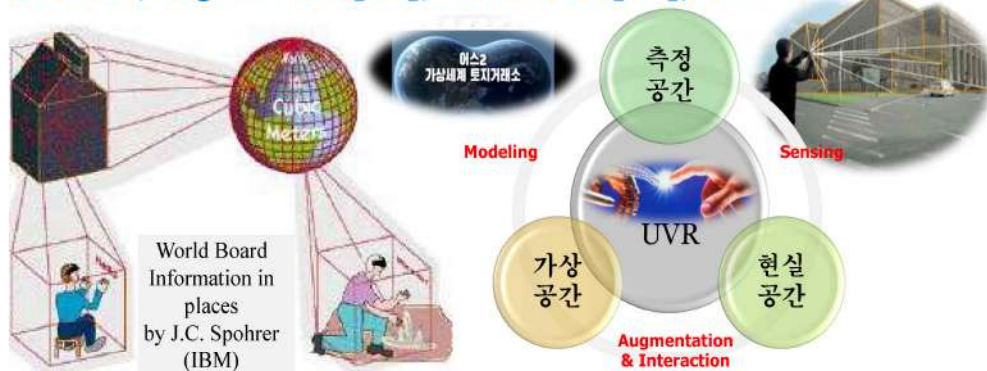 World Board
Information in
places
by J.C. Spohrer
(IBM)
Cubic
Meters
어스2
가상세계 토지거래소
Modeling
측정
공간
Sensing
UVR
가상
공간
현실
공간
Augmentation
& Interaction